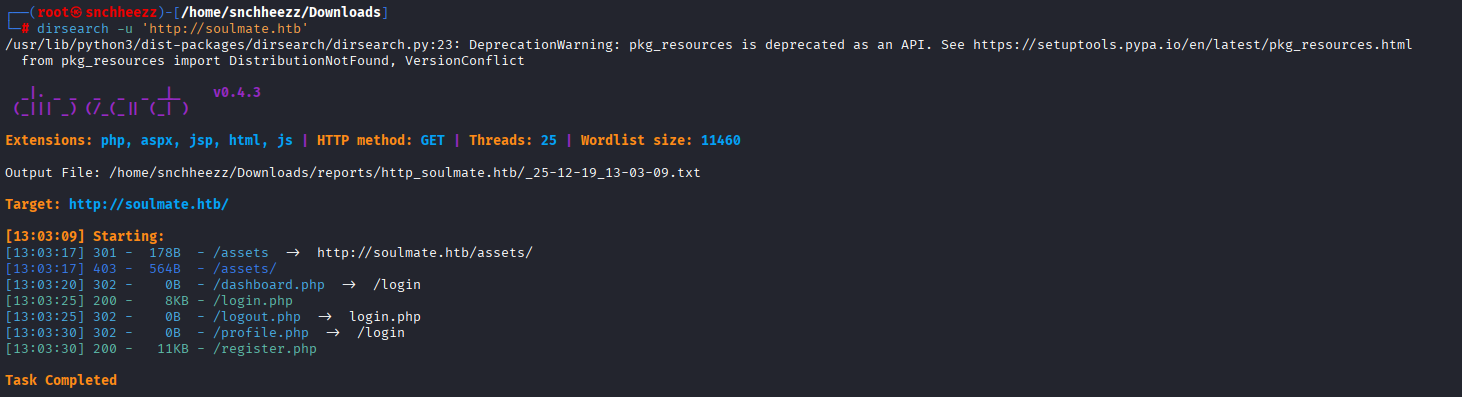 ┌──(root㉿snchheezz)-[/home/snchheezz/Downloads]
└─# dirsearch -u 'http://soulmate.htb'
/usr/lib/python3/dist-packages/dirsearch/dirsearch.py:23: DeprecationWarning: pkg_resources is deprecated as an API. See https://setuptools.pypa.io/en/latest/pkg_resources.html
  from pkg_resources import DistributionNotFound, VersionConflict
  _|. _ _  _  _  _ _|_    v0.4.3
 (_||| _) (/_(_|| (_| )
Extensions: php, aspx, jsp, html, js | HTTP method: GET | Threads: 25 | Wordlist size: 11460
Output File: /home/snchheezz/Downloads/reports/http_soulmate.htb/_25-12-19_13-03-09.txt
Target: http://soulmate.htb/
[13:03:09] Starting:
[13:03:17] 301 -  178B  - /assets  ->  http://soulmate.htb/assets/
[13:03:17] 403 -  564B  - /assets/
[13:03:20] 302 -    0B  - /dashboard.php  ->  /login
[13:03:25] 200 -    8KB - /login.php
[13:03:25] 302 -    0B  - /logout.php  ->  login.php
[13:03:30] 302 -    0B  - /profile.php  ->  /login
[13:03:30] 200 -   11KB - /register.php
Task Completed